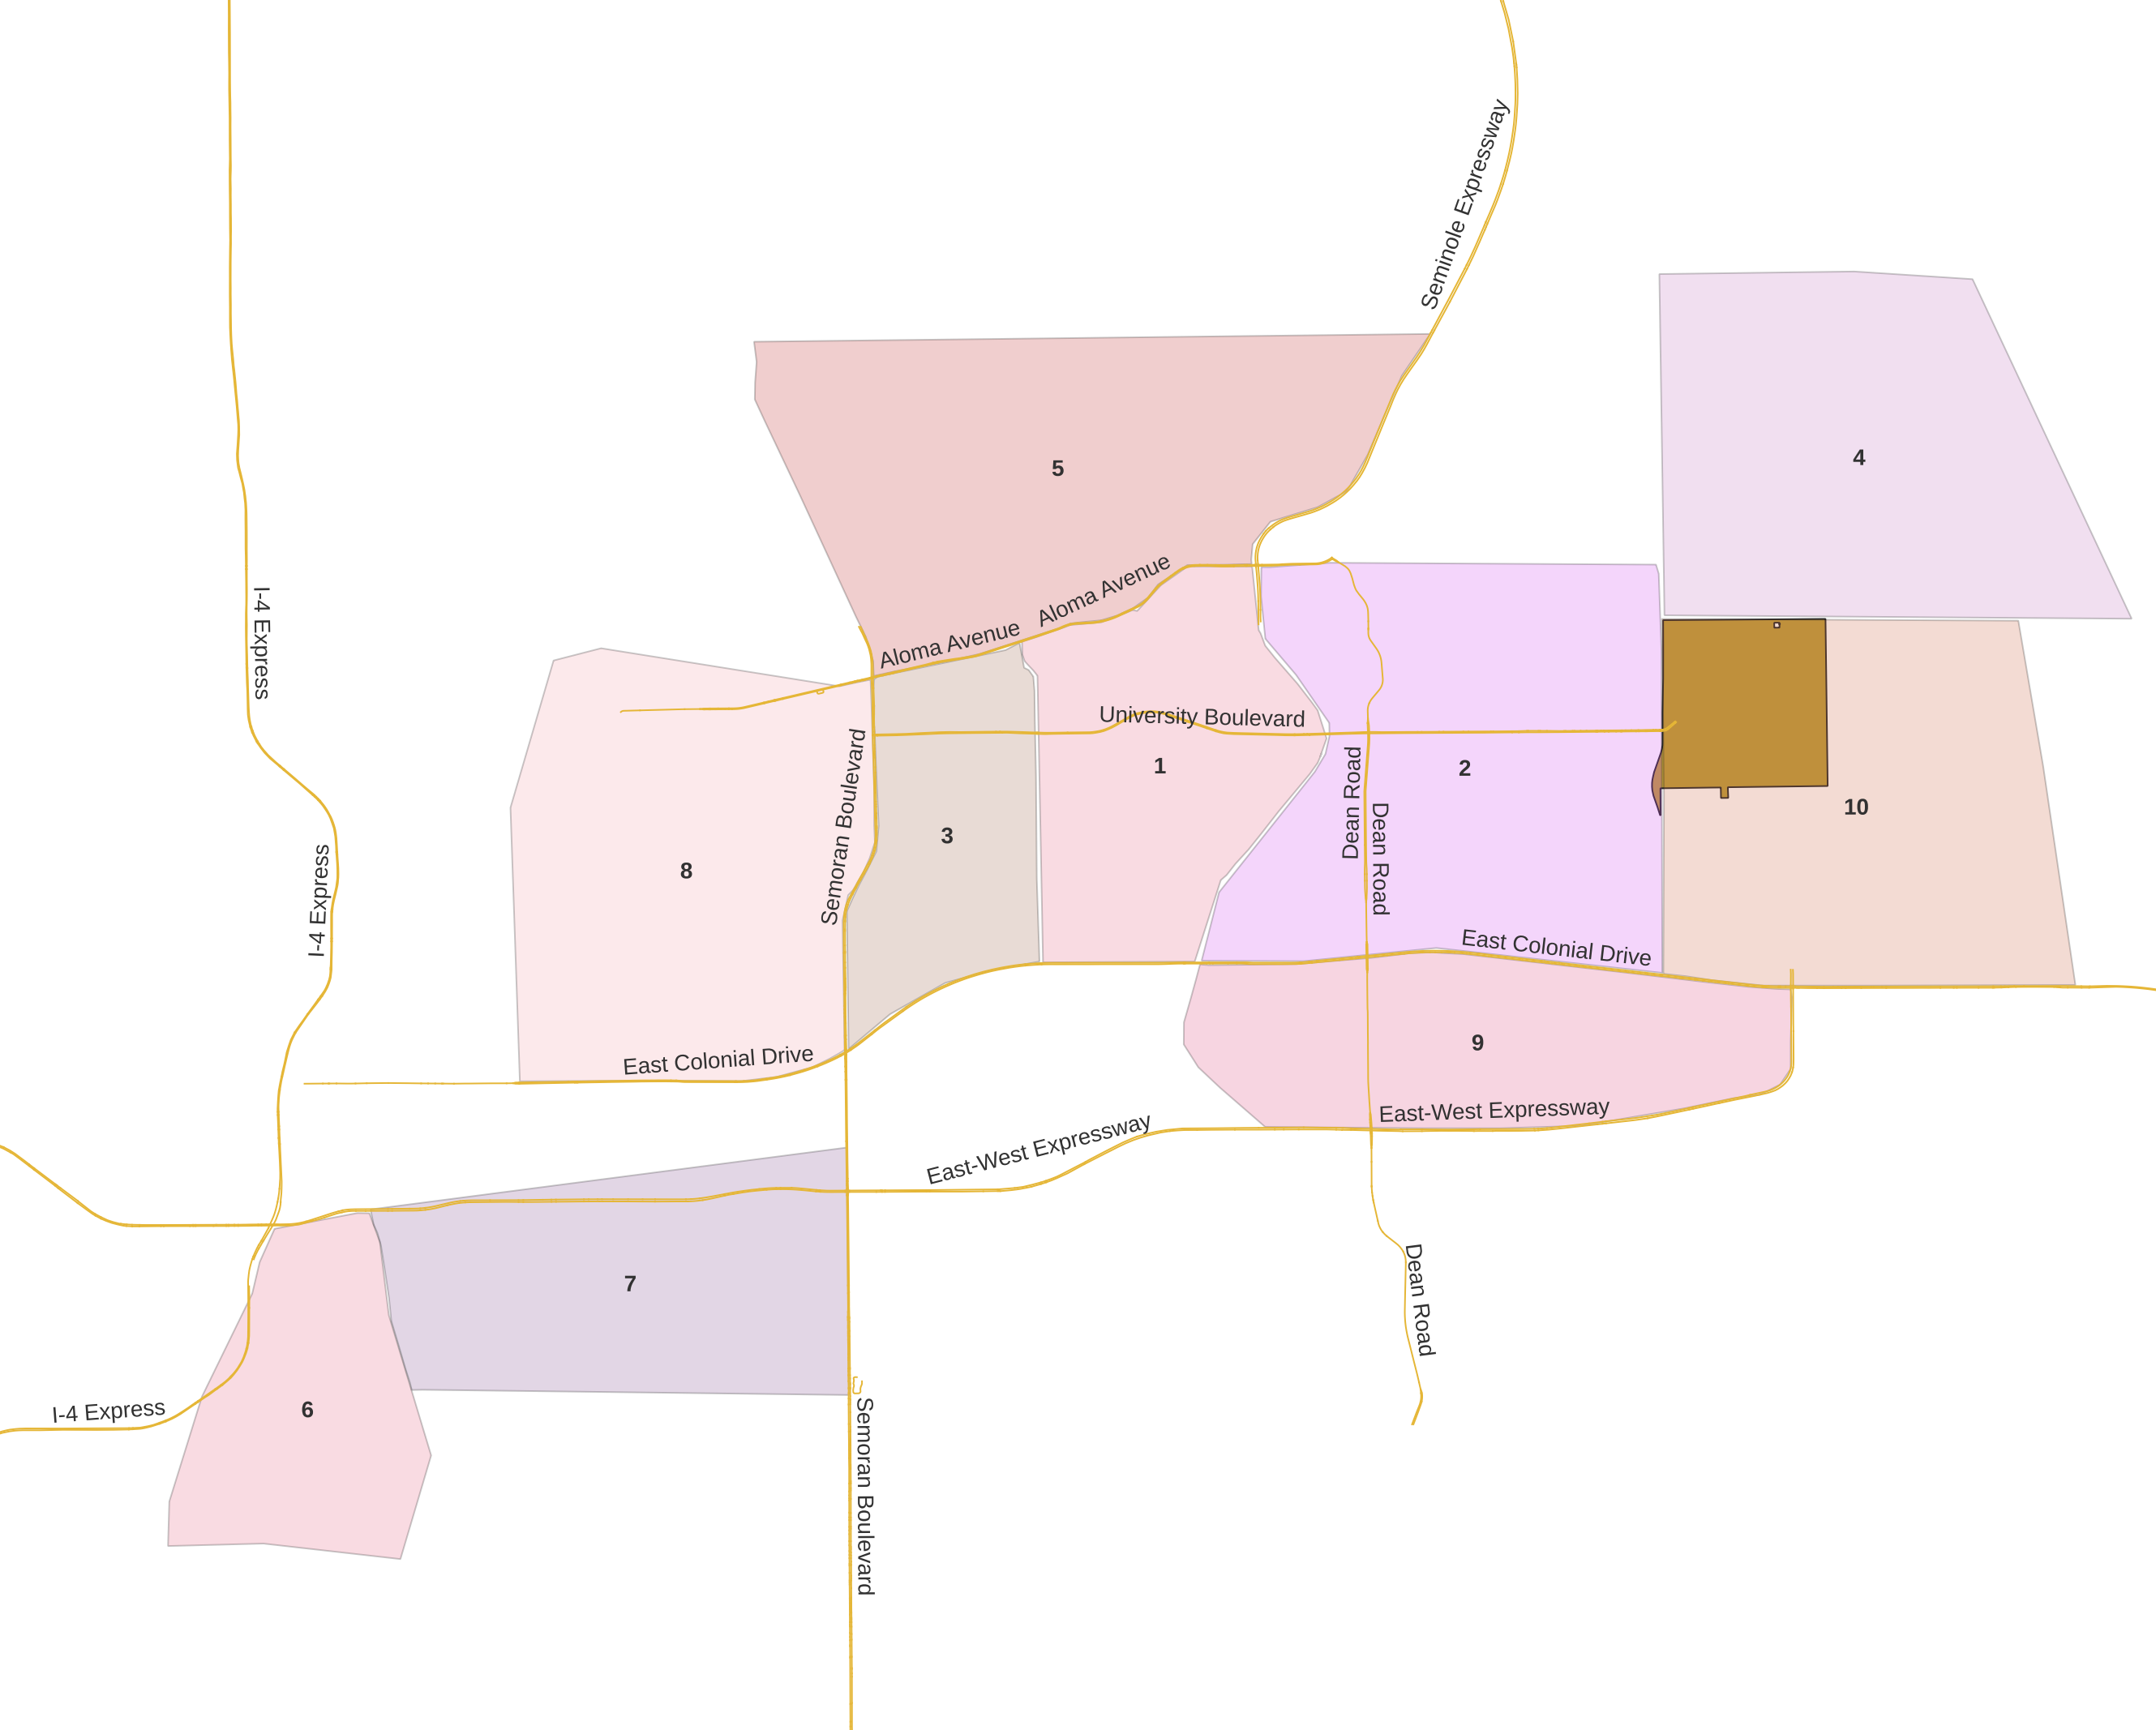 Seminole Expressway
4
5
Aloma Avenue
Aloma Avenue
I-4 Express
University Boulevard
Semoran Boulevard
1
2
Dean Road
Dean Road
10
3
8
I-4 Express
East Colonial Drive
East Colonial Drive
9
East-West Expressway
East-West Expressway
7
Dean Road
I-4 Express
6
Semoran Boulevard